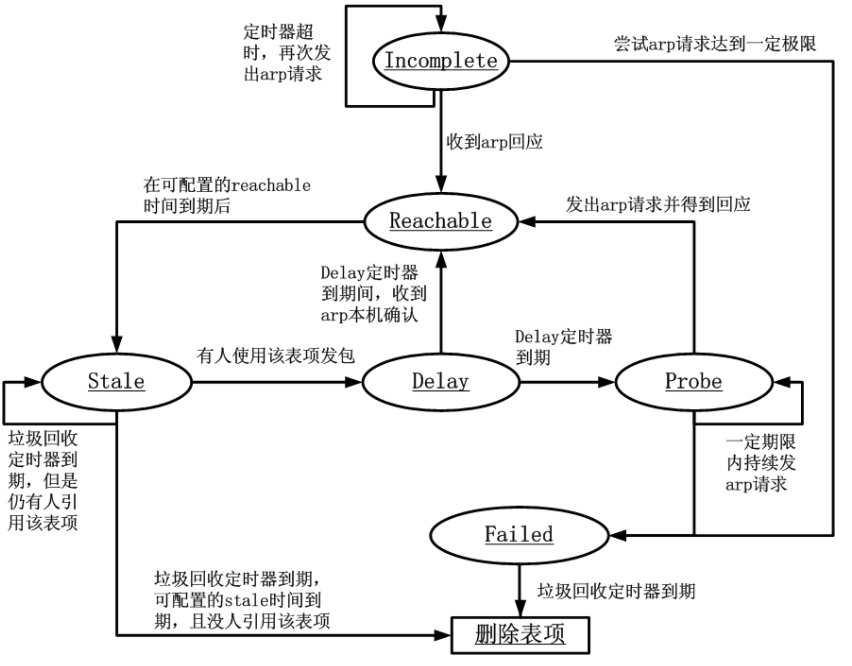 定时器超
时，再次发
出arp请求
Incomplete
尝试arp请求达到一定极限
收到arp回应
在可配置的reachable
时间到期后
Reachable
发出arp请求并得到回应
Delay定时器
到期间，收到
arp本机确认
有人使用该表项发包
Delay定时器
到期
Stale
Delay
Probe
垃圾回收
定时器到
期，但是
仍有人引
用该表项
一定期限
内持续发
arp请求
Failed
垃圾回收定时器到期，
可配置的stale时间到
期，且没人引用该表项
垃圾回收定时器到期
删除表项